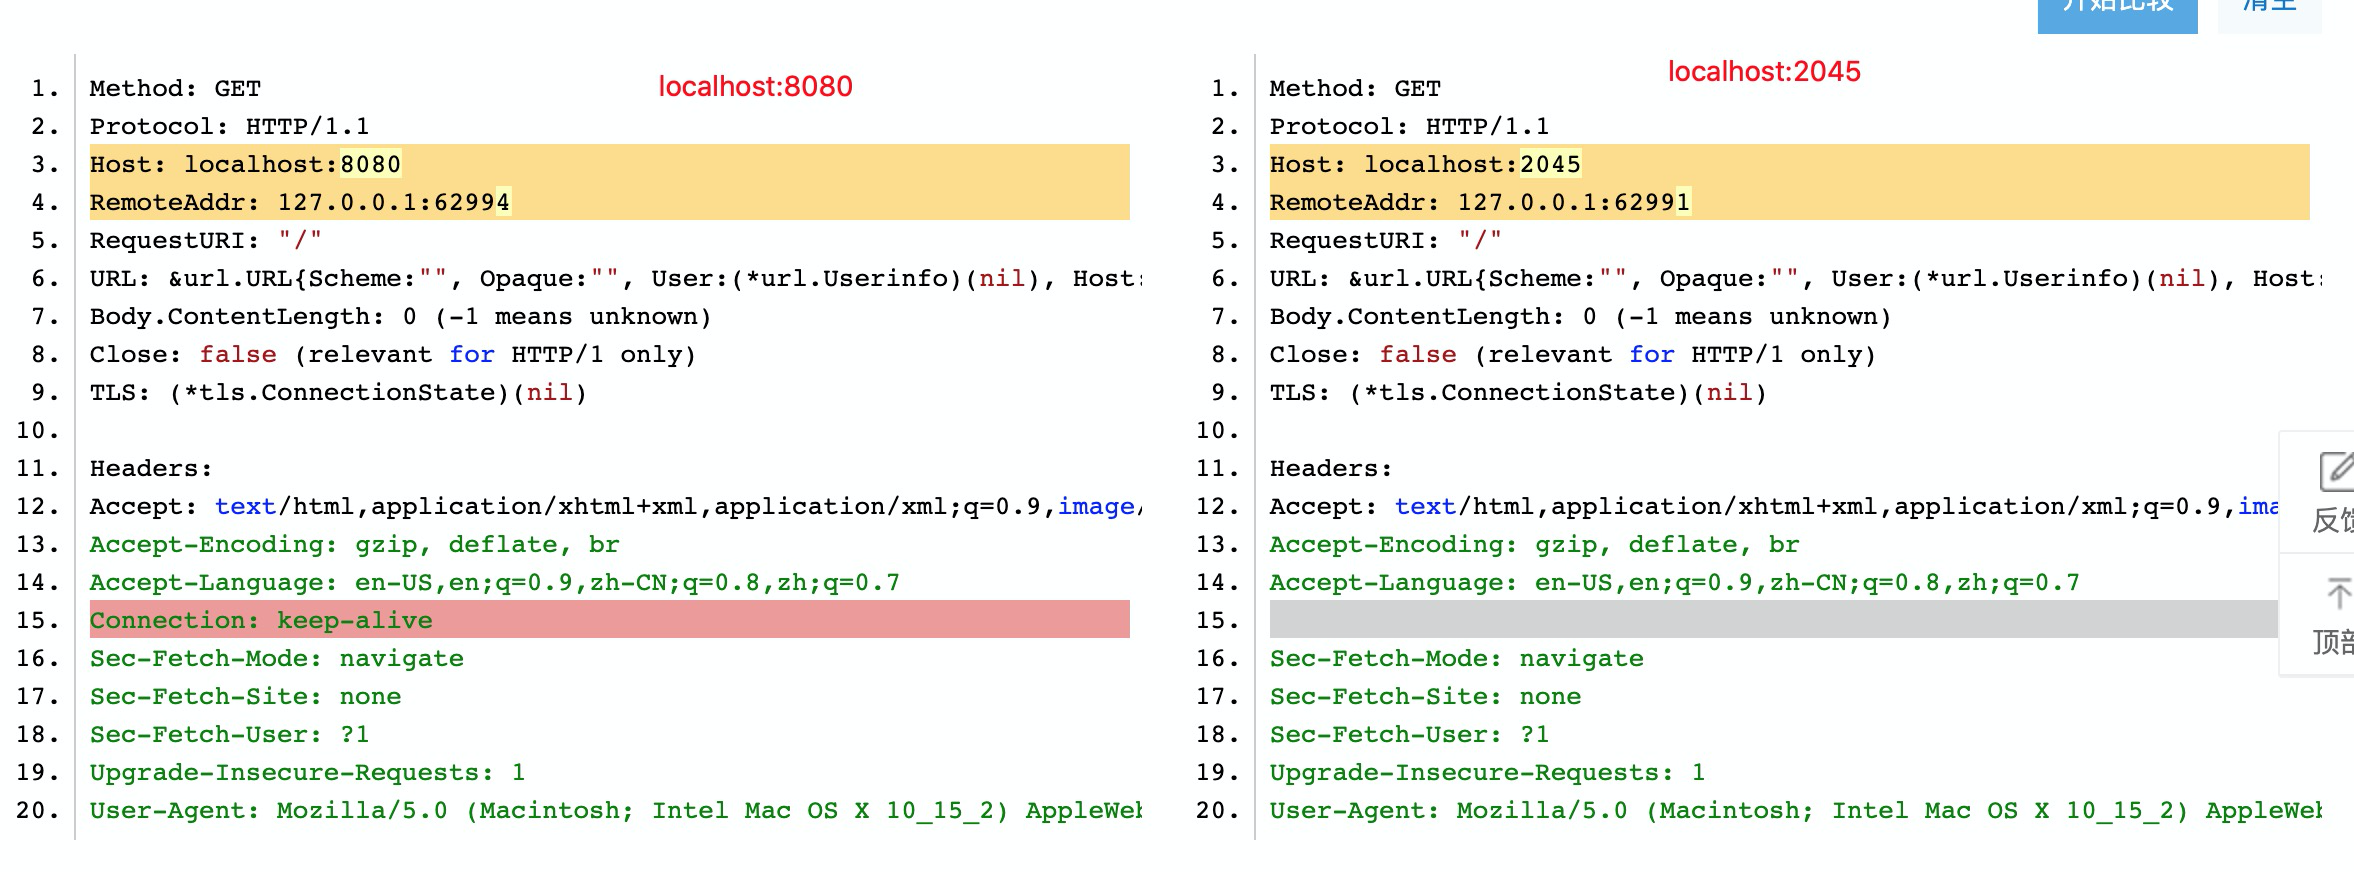 开始比较 清空
localhost:8080
1. Method: GET
2. Protocol: HTTP/1.1
3. Host: localhost:8080
4. RemoteAddr: 127.0.0.1:62994
5. RequestURI: "/"
6. URL: &url.URL{Scheme:"", Opaque:"", User:(*url.Userinfo)(nil), Host:
7. Body.ContentLength: 0 (-1 means unknown)
8. Close: false (relevant for HTTP/1 only)
9. TLS: (*tls.ConnectionState)(nil)
10.
11. Headers:
12. Accept: text/html,application/xhtml+xml,application/xml;q=0.9,image/
13. Accept-Encoding: gzip, deflate, br
14. Accept-Language: en-US,en;q=0.9,zh-CN;q=0.8,zh;q=0.7
15. Connection: keep-alive
16. Sec-Fetch-Mode: navigate
17. Sec-Fetch-Site: none
18. Sec-Fetch-User: ?1
19. Upgrade-Insecure-Requests: 1
20. User-Agent: Mozilla/5.0 (Macintosh; Intel Mac OS X 10_15_2) AppleWeb
localhost:2045
1. Method: GET
2. Protocol: HTTP/1.1
3. Host: localhost:2045
4. RemoteAddr: 127.0.0.1:62991
5. RequestURI: "/"
6. URL: &url.URL{Scheme:"", Opaque:"", User:(*url.Userinfo)(nil), Host:
7. Body.ContentLength: 0 (-1 means unknown)
8. Close: false (relevant for HTTP/1 only)
9. TLS: (*tls.ConnectionState)(nil)
10.
11. Headers:
12. Accept: text/html,application/xhtml+xml,application/xml;q=0.9,ima
13. Accept-Encoding: gzip, deflate, br
14. Accept-Language: en-US,en;q=0.9,zh-CN;q=0.8,zh;q=0.7
15.
16. Sec-Fetch-Mode: navigate
17. Sec-Fetch-Site: none
18. Sec-Fetch-User: ?1
19. Upgrade-Insecure-Requests: 1
20. User-Agent: Mozilla/5.0 (Macintosh; Intel Mac OS X 10_15_2) AppleWeb
反馈
顶部